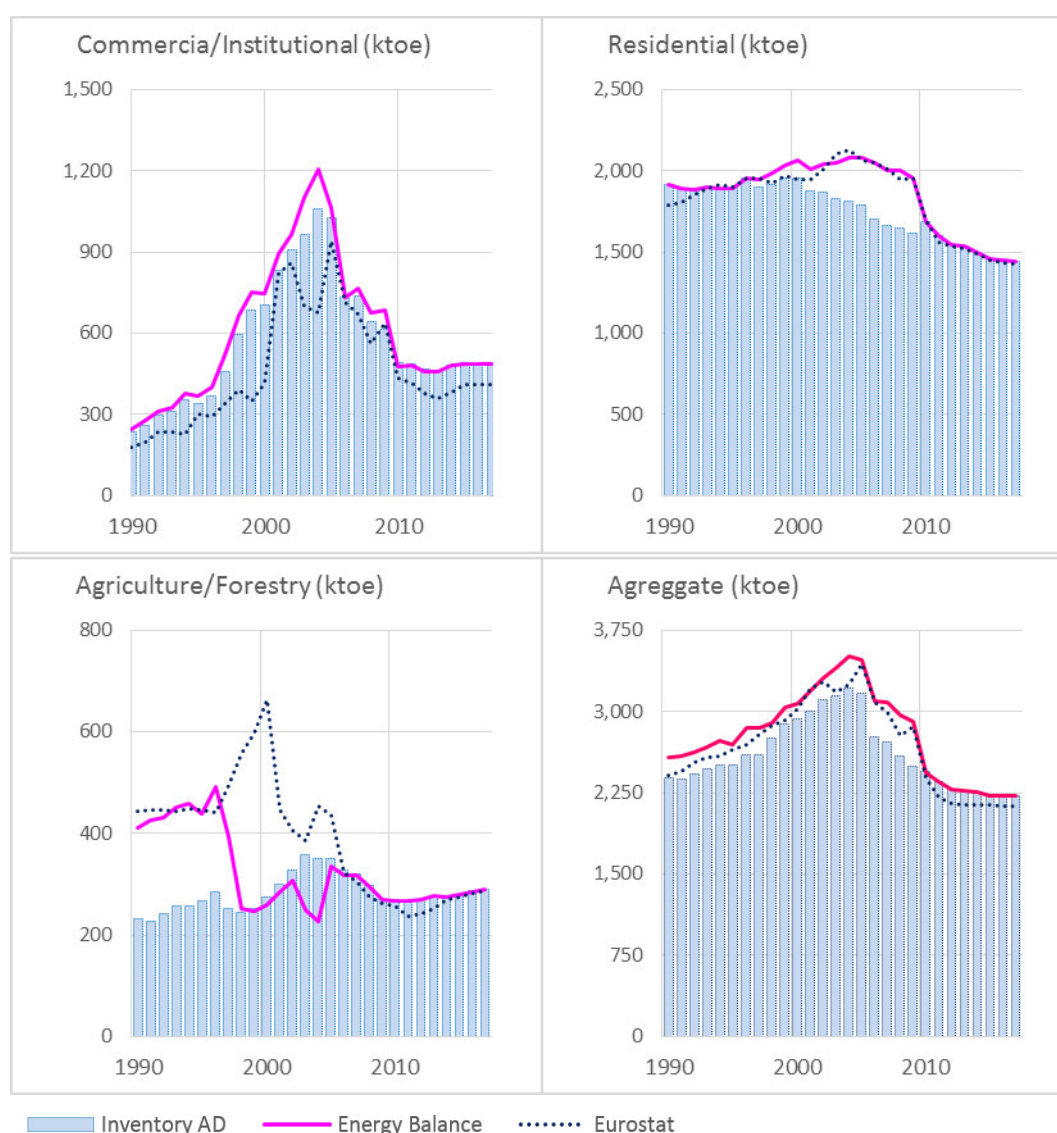 Commercia/Institutional (ktoe)
1,500
1,200
900
600
300
0
1990 2000 2010
Residential (ktoe)
2,500
2,000
1,500
1,000
500
0
1990 2000 2010
Agriculture/Forestry (ktoe)
800
600
400
200
0
1990 2000 2010
Agreggate (ktoe)
3,750
3,000
2,250
1,500
750
0
1990 2000 2010
Inventory AD Energy Balance Eurostat